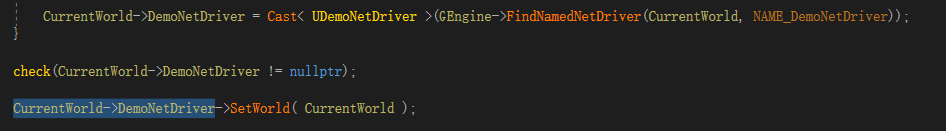 CurrentWorld->DemoNetDriver = Cast< UDemoNetDriver >(GEngine->FindNamedNetDriver(CurrentWorld, NAME_DemoNetDriver));
}
check(CurrentWorld->DemoNetDriver != nullptr);
CurrentWorld->DemoNetDriver->SetWorld( CurrentWorld );